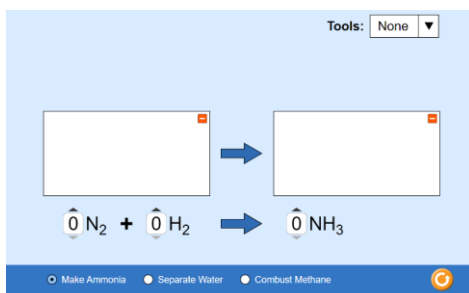 Tools: None ▼
0 N₂ + 0 H₂ → 0 NH₃
Make Ammonia Separate Water Combust Methane